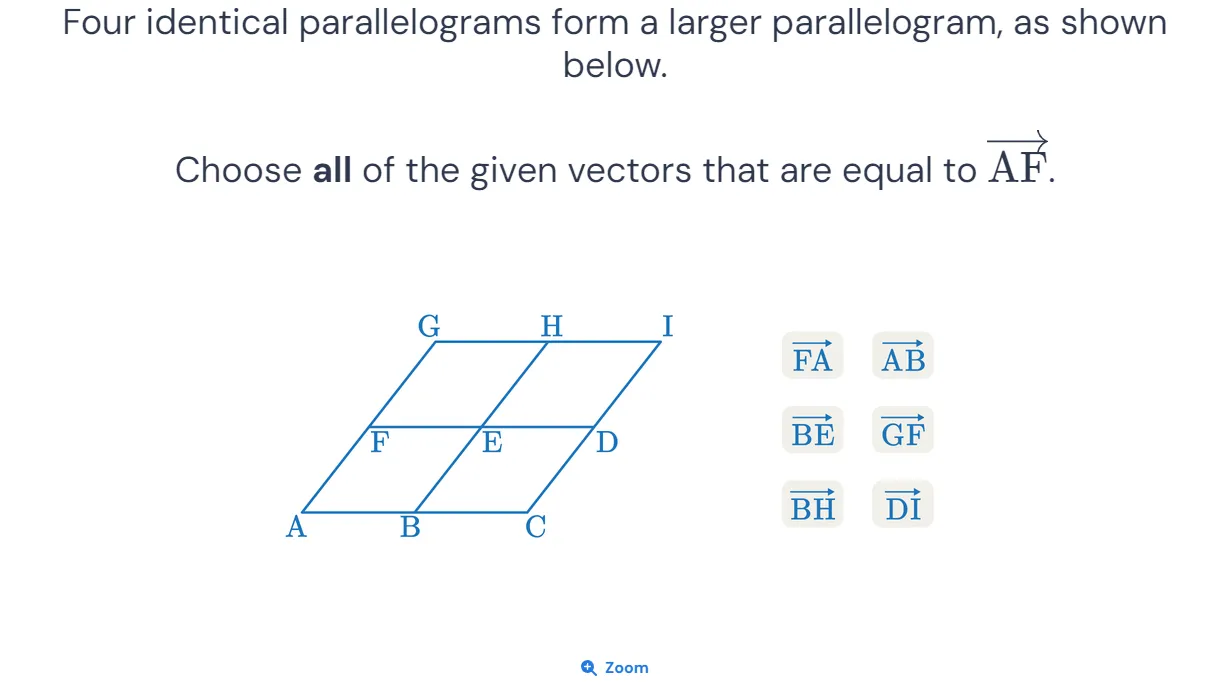 Four identical parallelograms form a larger parallelogram, as shown
below.
Choose all of the given vectors that are equal to \overrightarrow{AF}.
G H I
F E D
A B C
\overrightarrow{FA} \overrightarrow{AB}
\overrightarrow{BE} \overrightarrow{GF}
\overrightarrow{BH} \overrightarrow{DI}
Zoom